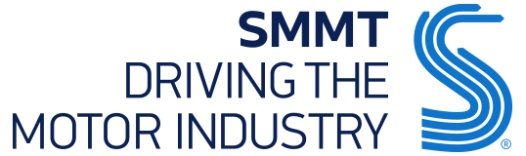 SMMT
DRIVING THE
MOTOR INDUSTRY
®